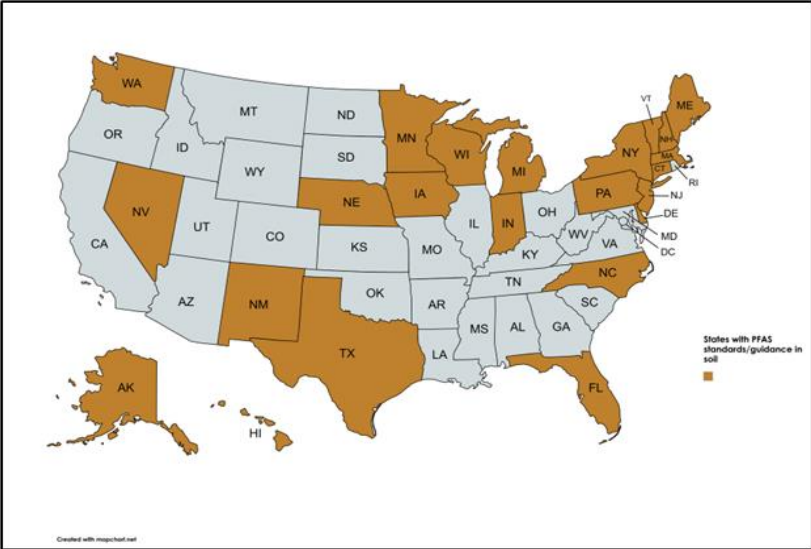 WA
MT
ND
OR
ID
SD
WY
MN
WI
MI
VT
ME
NH
NY
MA
CT
RI
NV
UT
CA
CO
NE
IA
KS
MO
IL
IN
OH
PA
NJ
DE
MD
DC
WV
VA
KY
AZ
NM
OK
AR
TN
NC
SC
TX
LA
MS
AL
GA
FL
AK
HI
States with PFAS
standards/guidance in
soil
Created with mapchart.net